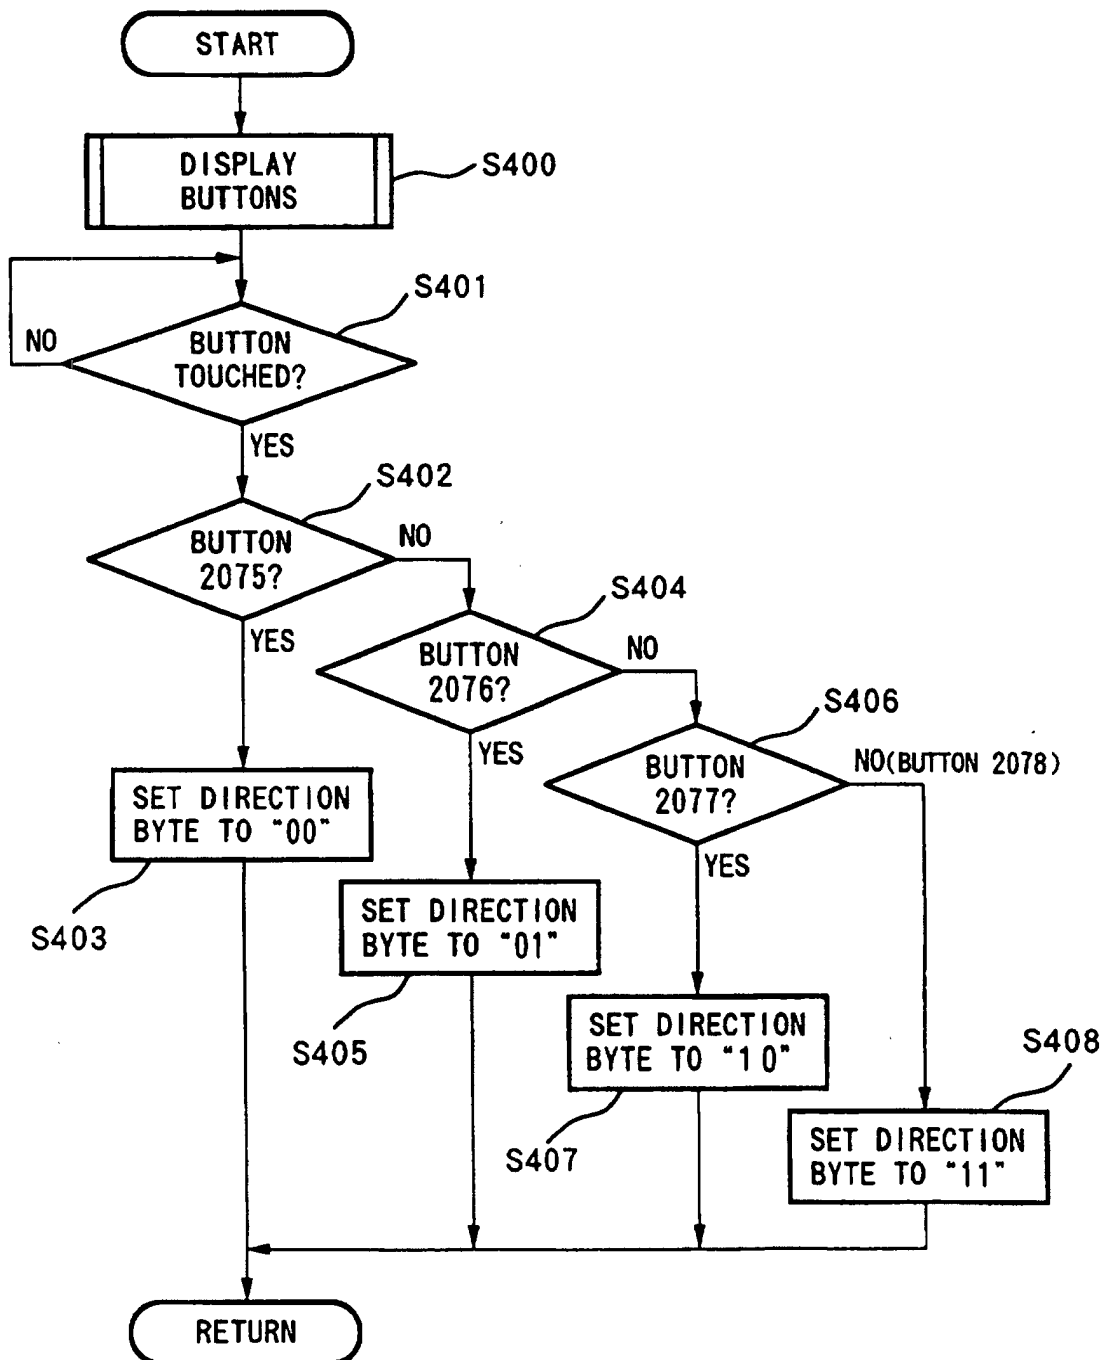 START
DISPLAY
BUTTONS
S400
S401
NO
BUTTON
TOUCHED?
YES
S402
BUTTON
2075?
NO
YES
S404
BUTTON
2076?
NO
YES
S406
BUTTON
2077?
NO(BUTTON 2078)
YES
SET DIRECTION
BYTE TO "00"
S403
SET DIRECTION
BYTE TO "01"
S405
SET DIRECTION
BYTE TO "10"
S407
S408
SET DIRECTION
BYTE TO "11"
RETURN